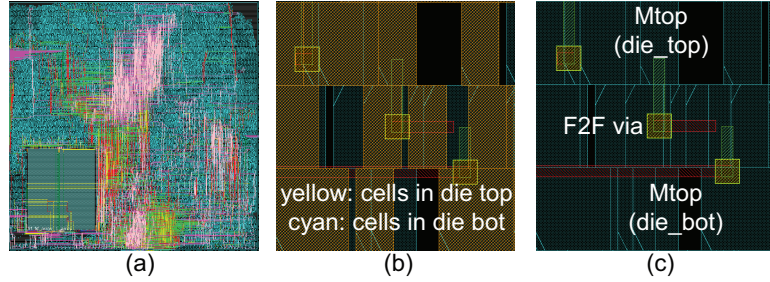 Mtop
(die_top)
F2F via
yellow: cells in die top
cyan: cells in die bot
Mtop
(die_bot)
(a)
(b)
(c)